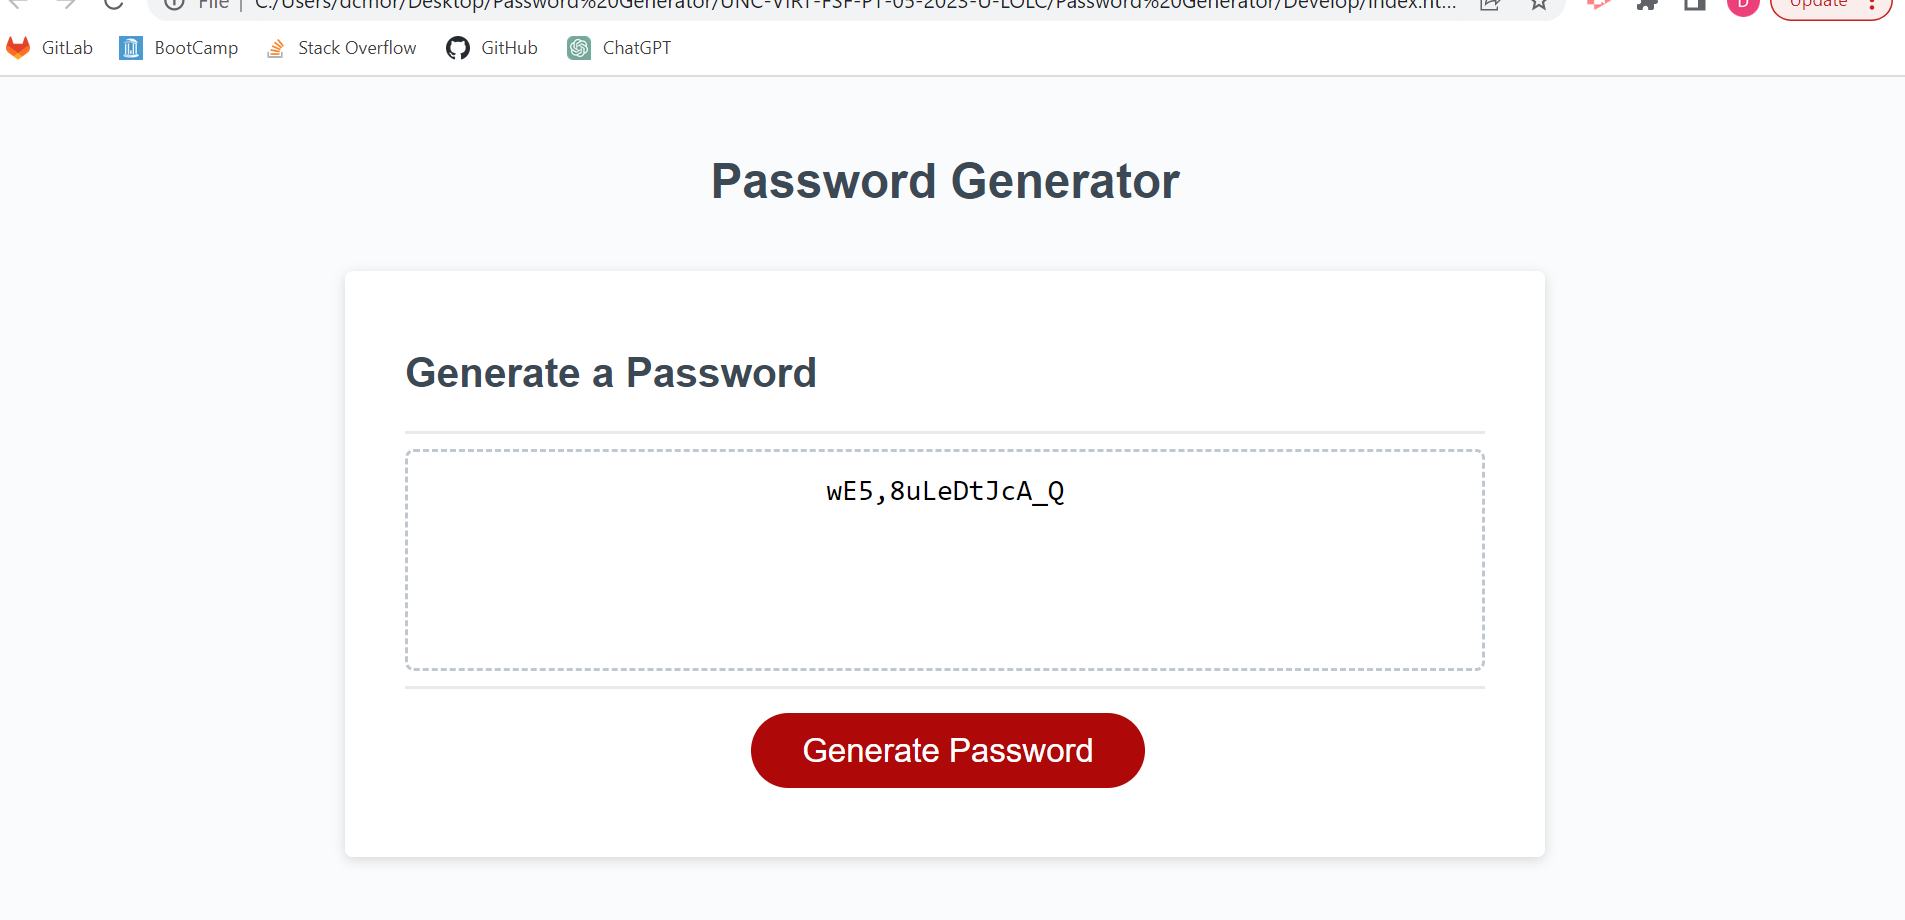 File | C:/Users/dcmor/Desktop/Password%20Generator/UNC-VIRT-FSF-PT-05-2023-U-LOLC/Password%20Generator/Develop/index.ht...
D
Update
GitLab BootCamp Stack Overflow GitHub ChatGPT
Password Generator
Generate a Password
wE5,8uLeDtJcA_Q
Generate Password